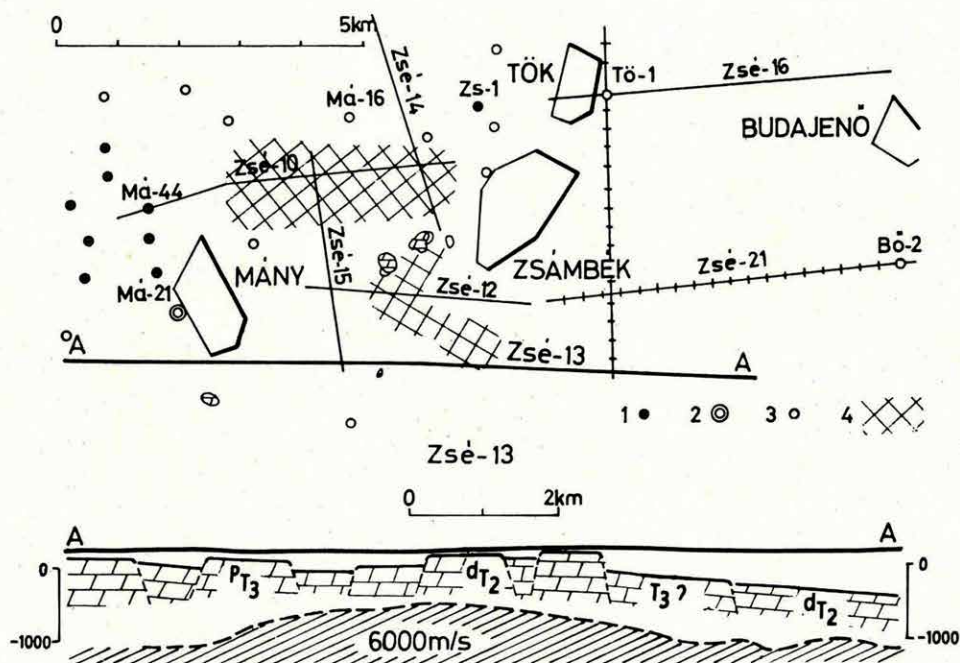 0 5km
Zsé-14
TÖK
Tö-1
Zsé-16
Zs-1
Má-16
BUDAJENŐ
Zsé-10
Má-44
Zsé-15
MÁNY
ZSÁMBÉK
Zsé-21
Bő-2
Má-21
Zsé-12
Zsé-13
A A
1 2 3 4
Zsé-13
0 2km
A A
0 0
PT3 dT2 T3? dT2
-1000 -1000
6000m/s